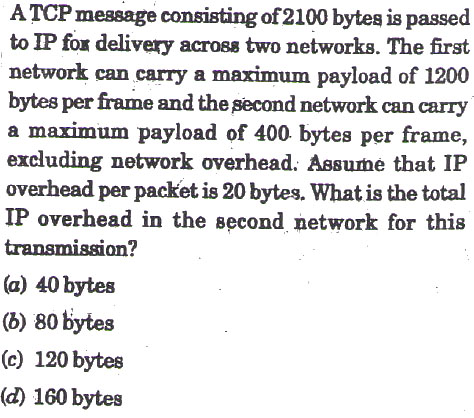 A TCP message consisting of 2100 bytes is passed
to IP for delivery across two networks. The first
network can carry a maximum payload of 1200
bytes per frame and the second network can carry
a maximum payload of 400 bytes per frame,
excluding network overhead. Assume that IP
overhead per packet is 20 bytes. What is the total
IP overhead in the second network for this
transmission?
(a) 40 bytes
(b) 80 bytes
(c) 120 bytes
(d) 160 bytes